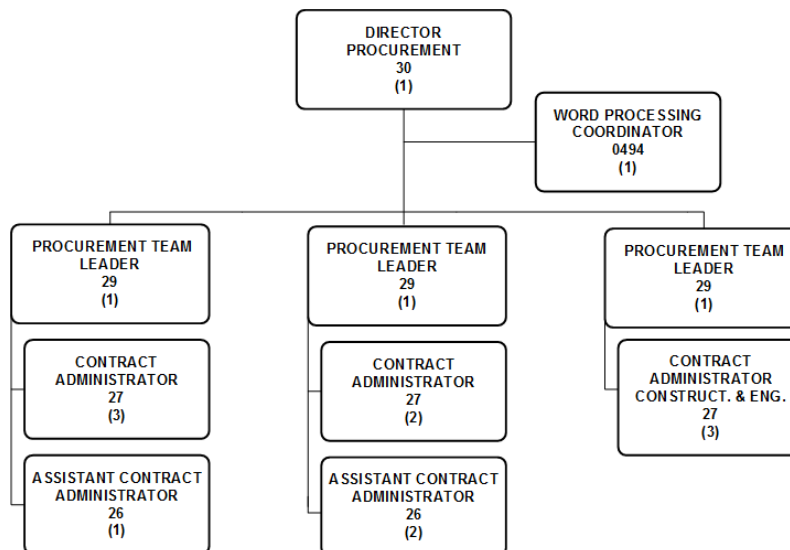 DIRECTOR
PROCUREMENT
30
(1)
WORD PROCESSING
COORDINATOR
0494
(1)
PROCUREMENT TEAM
LEADER
29
(1)
PROCUREMENT TEAM
LEADER
29
(1)
PROCUREMENT TEAM
LEADER
29
(1)
CONTRACT
ADMINISTRATOR
27
(3)
CONTRACT
ADMINISTRATOR
27
(2)
CONTRACT
ADMINISTRATOR
CONSTRUCT. & ENG.
27
(3)
ASSISTANT CONTRACT
ADMINISTRATOR
26
(1)
ASSISTANT CONTRACT
ADMINISTRATOR
26
(2)